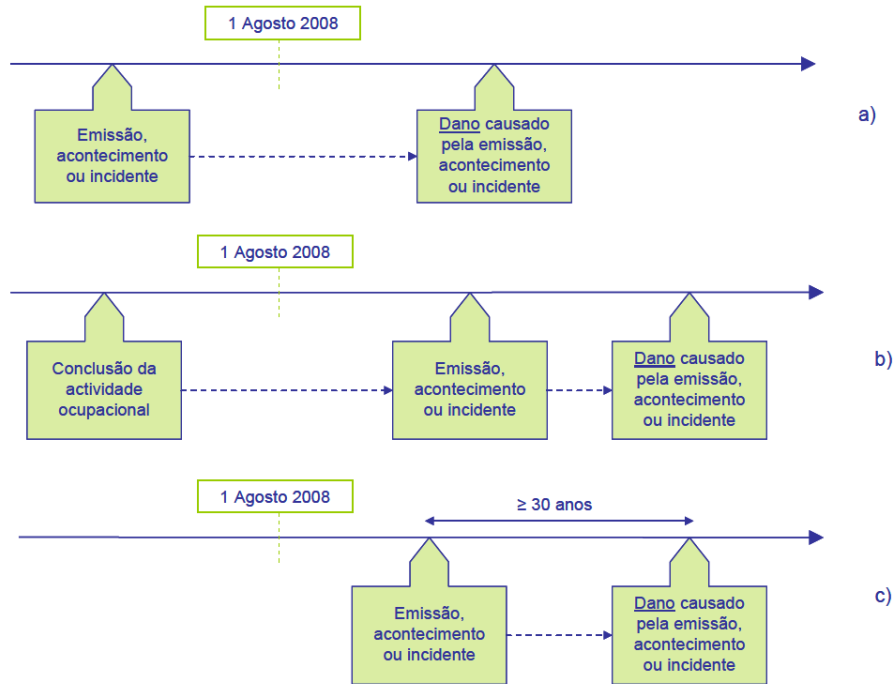 1 Agosto 2008
Emissão,
acontecimento
ou incidente
Dano causado
pela emissão,
acontecimento
ou incidente
a)
1 Agosto 2008
Conclusão da
actividade
ocupacional
Emissão,
acontecimento
ou incidente
Dano causado
pela emissão,
acontecimento
ou incidente
b)
1 Agosto 2008
≥ 30 anos
Emissão,
acontecimento
ou incidente
Dano causado
pela emissão,
acontecimento
ou incidente
c)